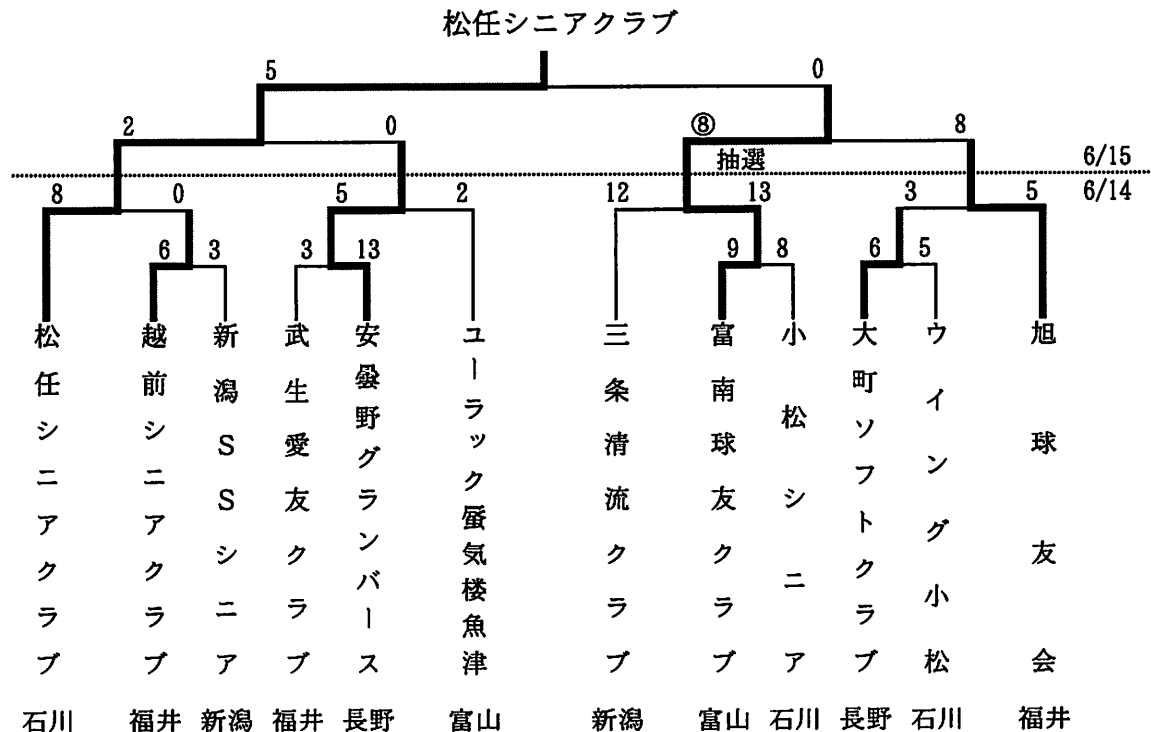 松任シニアクラブ
5 0
2 0 ⑧ 8
抽選 6/15
8 0 5 2 12 13 3 5 6/14
6 3 3 13 9 8 6 5
松任シニアクラブ
越前シニアクラブ
新潟SSシニア
武生愛友クラブ
安曇野グランバース
ユーラック蜃気楼魚津
三条清流クラブ
富南球友クラブ
小松シニア
大町ソフトクラブ
ウイング小松
旭球友会
石川 福井 新潟 福井 長野 富山 新潟 富山 石川 長野 石川 福井